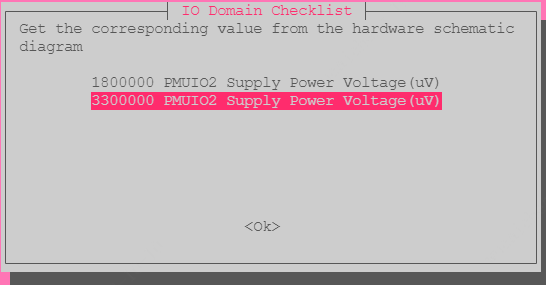 IO Domain Checklist
Get the corresponding value from the hardware schematic
diagram
1800000 PMUIO2 Supply Power Voltage(uV)
3300000 PMUIO2 Supply Power Voltage(uV)
<Ok>